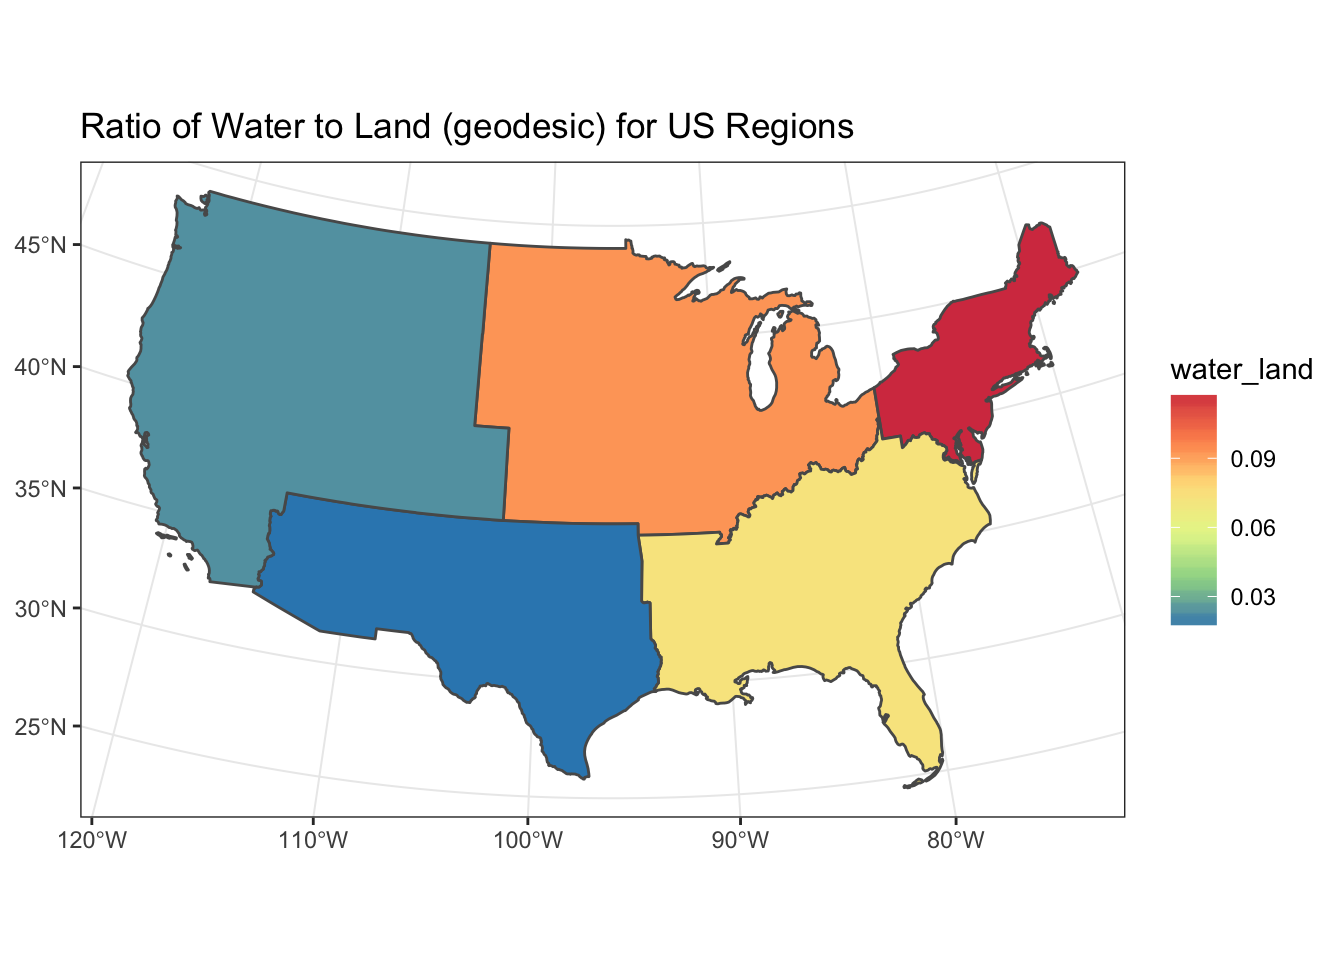 Ratio of Water to Land (geodesic) for US Regions
45°N
40°N
35°N
30°N
25°N
120°W 110°W 100°W 90°W 80°W
water_land
0.09
0.06
0.03